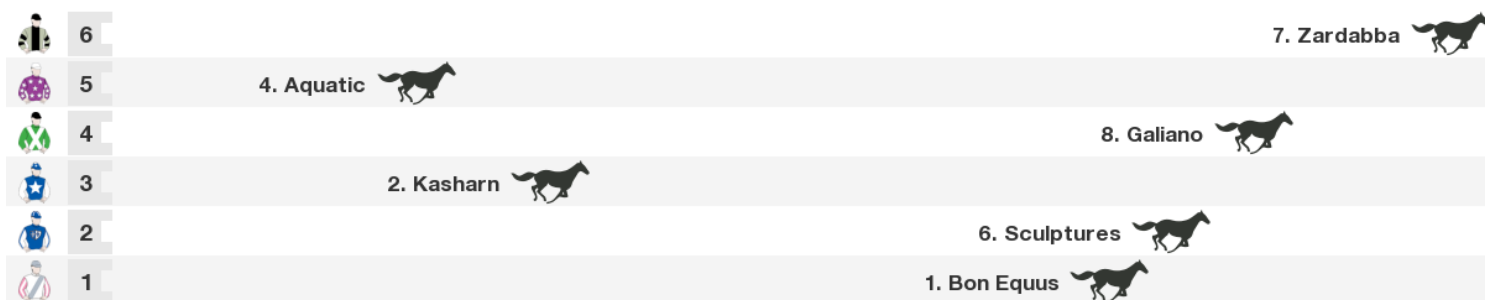 6 7. Zardabba
5 4. Aquatic
4 8. Galiano
3 2. Kasharn
2 6. Sculptures
1 1. Bon Equus